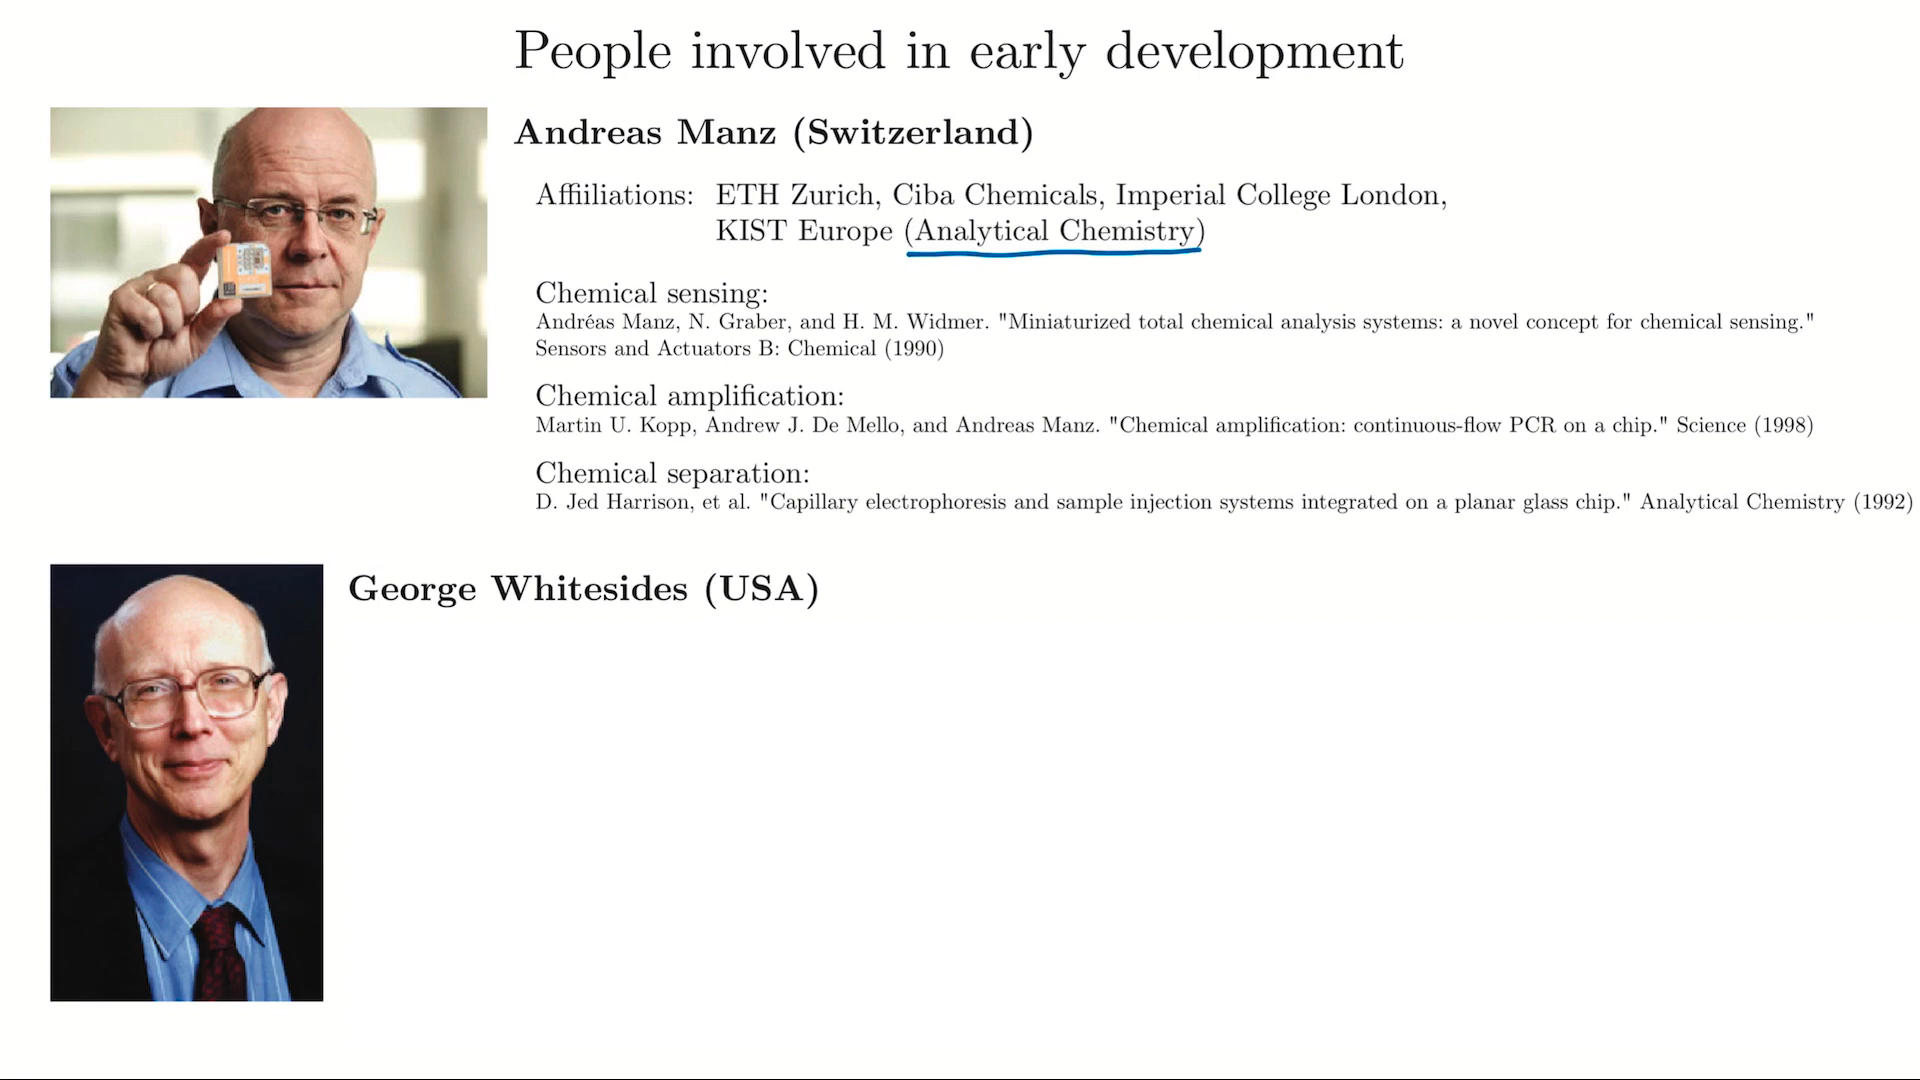 People involved in early development
Andreas Manz (Switzerland)
Affiiliations: ETH Zurich, Ciba Chemicals, Imperial College London,
KIST Europe (Analytical Chemistry)
Chemical sensing:
Andréas Manz, N. Graber, and H. M. Widmer. "Miniaturized total chemical analysis systems: a novel concept for chemical sensing."
Sensors and Actuators B: Chemical (1990)
Chemical amplification:
Martin U. Kopp, Andrew J. De Mello, and Andreas Manz. "Chemical amplification: continuous-flow PCR on a chip." Science (1998)
Chemical separation:
D. Jed Harrison, et al. "Capillary electrophoresis and sample injection systems integrated on a planar glass chip." Analytical Chemistry (1992)
George Whitesides (USA)